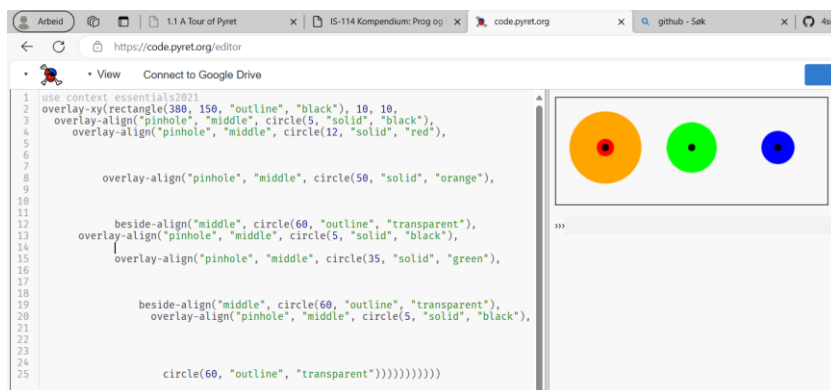 Arbeid
1.1 A Tour of Pyret
IS-114 Kompendium: Prog og
code.pyret.org
github - Søk
4s
https://code.pyret.org/editor
View
Connect to Google Drive
1 use context essentials2021
2 overlay-xy(rectangle(380, 150, "outline", "black"), 10, 10,
3 overlay-align("pinhole", "middle", circle(5, "solid", "black"),
4 overlay-align("pinhole", "middle", circle(12, "solid", "red"),
5
6
7
8 overlay-align("pinhole", "middle", circle(50, "solid", "orange"),
9
10
11
12 beside-align("middle", circle(60, "outline", "transparent"),
13 overlay-align("pinhole", "middle", circle(5, "solid", "black"),
14
15 overlay-align("pinhole", "middle", circle(35, "solid", "green"),
16
17
18
19 beside-align("middle", circle(60, "outline", "transparent"),
20 overlay-align("pinhole", "middle", circle(5, "solid", "black"),
21
22
23
24
25 circle(60, "outline", "transparent")))))))))))
›››